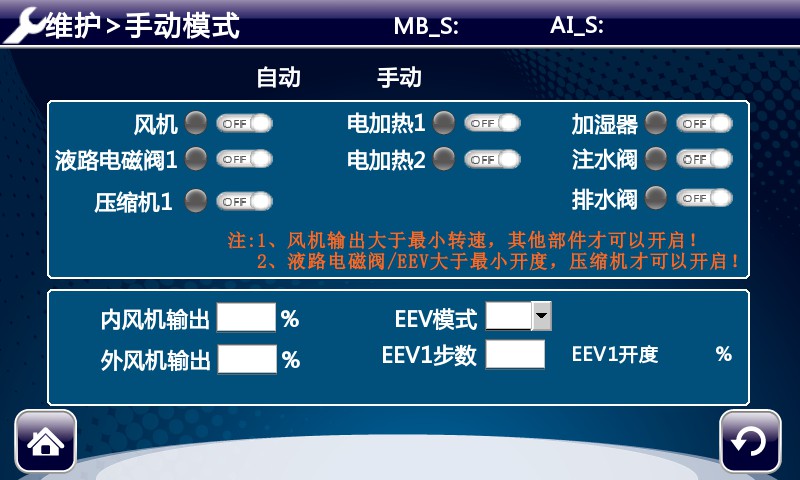 维护>手动模式 MB_S: AI_S:
自动 手动
风机 OFF 电加热1 OFF 加湿器 OFF
液路电磁阀1 OFF 电加热2 OFF 注水阀 OFF
压缩机1 OFF 排水阀 OFF
注:1、风机输出大于最小转速，其他部件才可以开启！
2、液路电磁阀/EEV大于最小开度，压缩机才可以开启！
内风机输出 % EEV模式
外风机输出 % EEV1步数 EEV1开度 %